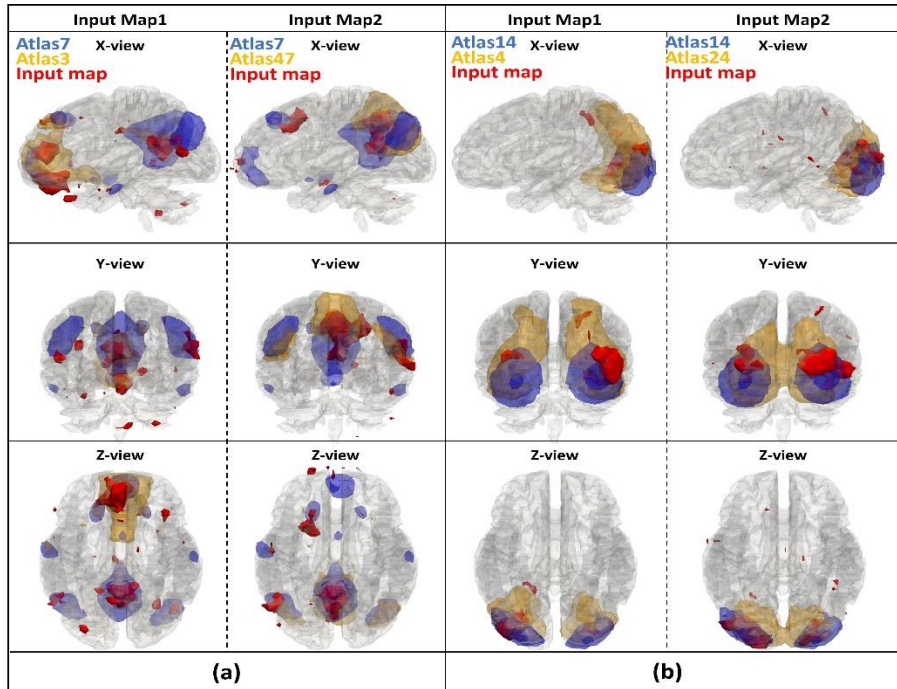 Input Map1 Input Map2 Input Map1 Input Map2
Atlas7
Atlas3
Input map
X-view
Atlas7
Atlas47
Input map
X-view
Atlas14
Atlas4
Input map
X-view
Atlas14
Atlas24
Input map
X-view
Y-view Y-view Y-view Y-view
Z-view Z-view Z-view Z-view
(a) (b)